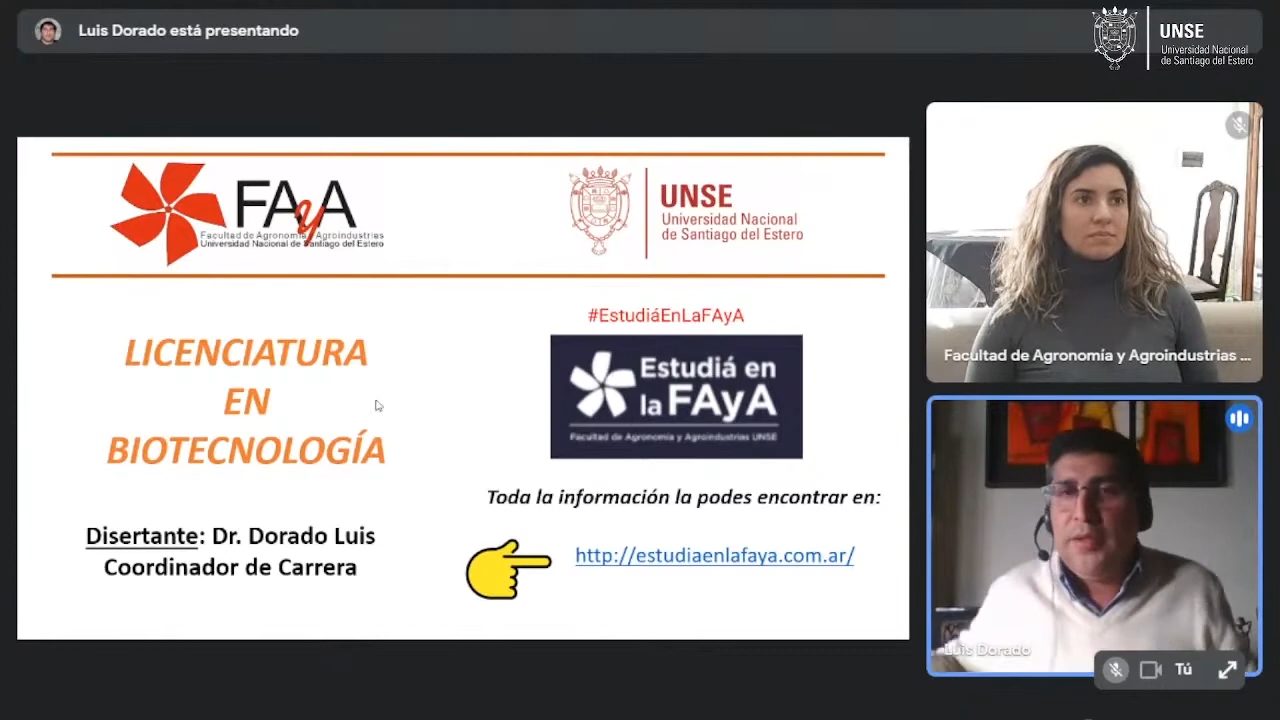 Luis Dorado está presentando
UNSE
Universidad Nacional
de Santiago del Estero
FAyA
Facultad de Agronomía y Agroindustrias
Universidad Nacional de Santiago del Estero
UNSE
Universidad Nacional
de Santiago del Estero
LICENCIATURA
EN
BIOTECNOLOGÍA
Disertante: Dr. Dorado Luis
Coordinador de Carrera
#EstudiáEnLaFAyA
Estudiá en
la FAyA
Facultad de Agronomía y Agroindustrias UNSE
Toda la información la podes encontrar en:
http://estudiaenlafaya.com.ar/
Facultad de Agronomía y Agroindustrias ...
Luis Dorado
Tú